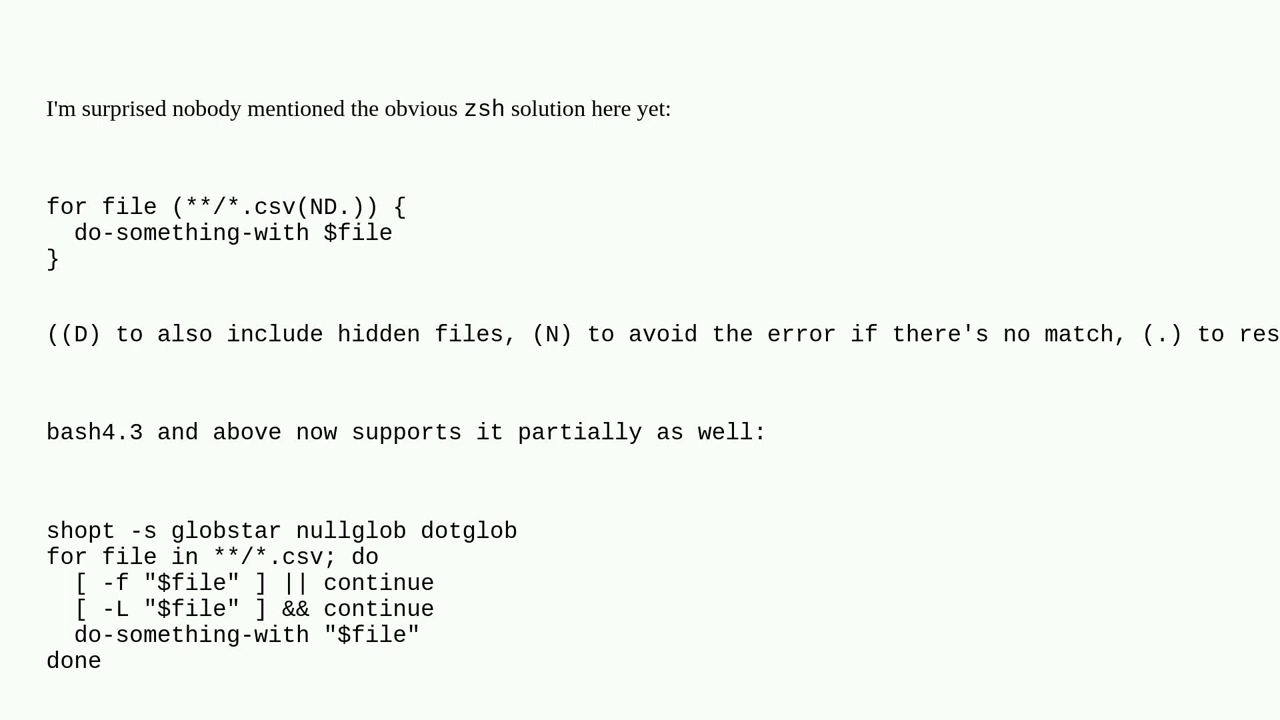 I'm surprised nobody mentioned the obvious zsh solution here yet:
for file (**/*.csv(ND.)) {
  do-something-with $file
}
((D) to also include hidden files, (N) to avoid the error if there's no match, (.) to
bash4.3 and above now supports it partially as well:
shopt -s globstar nullglob dotglob
for file in **/*.csv; do
  [ -f "$file" ] || continue
  [ -L "$file" ] && continue
  do-something-with "$file"
done